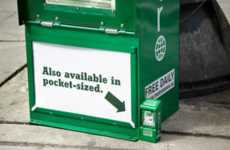 Also available in
pocket-sized.
FREE DAILY